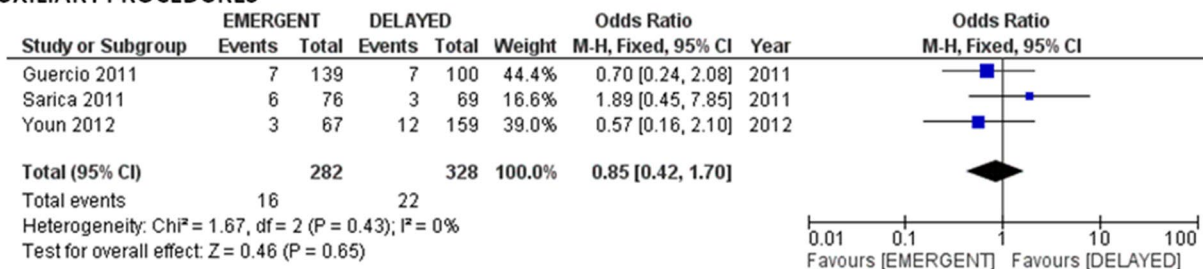 AUXILIARY PROCEDURES
EMERGENT DELAYED Odds Ratio Odds Ratio
Study or Subgroup Events Total Events Total Weight M-H, Fixed, 95% CI Year M-H, Fixed, 95% CI
Guercio 2011 7 139 7 100 44.4% 0.70 [0.24, 2.08] 2011
Sarica 2011 6 76 3 69 16.6% 1.89 [0.45, 7.85] 2011
Youn 2012 3 67 12 159 39.0% 0.57 [0.16, 2.10] 2012
Total (95% CI) 282 328 100.0% 0.85 [0.42, 1.70]
Total events 16 22
Heterogeneity: Chi² = 1.67, df = 2 (P = 0.43); I² = 0%
Test for overall effect: Z = 0.46 (P = 0.65)
0.01 0.1 1 10 100
Favours [EMERGENT] Favours [DELAYED]